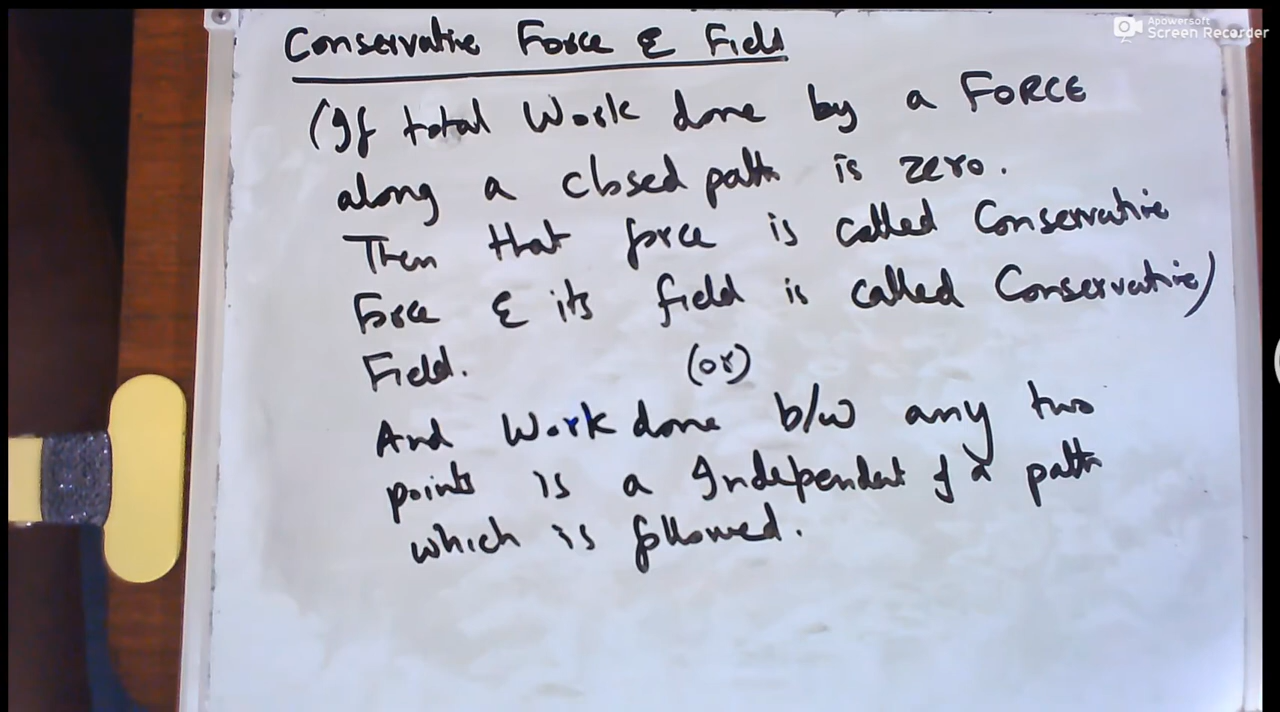 Conservative Force & Field
(If total Work done by a FORCE
along a closed path is zero.
Then that force is called Conservative
Force & its field is called Conservative)
Field. (or)
And Work done b/w any two
points is a Independent of a path
which is followed.
Apowersoft
Screen Recorder